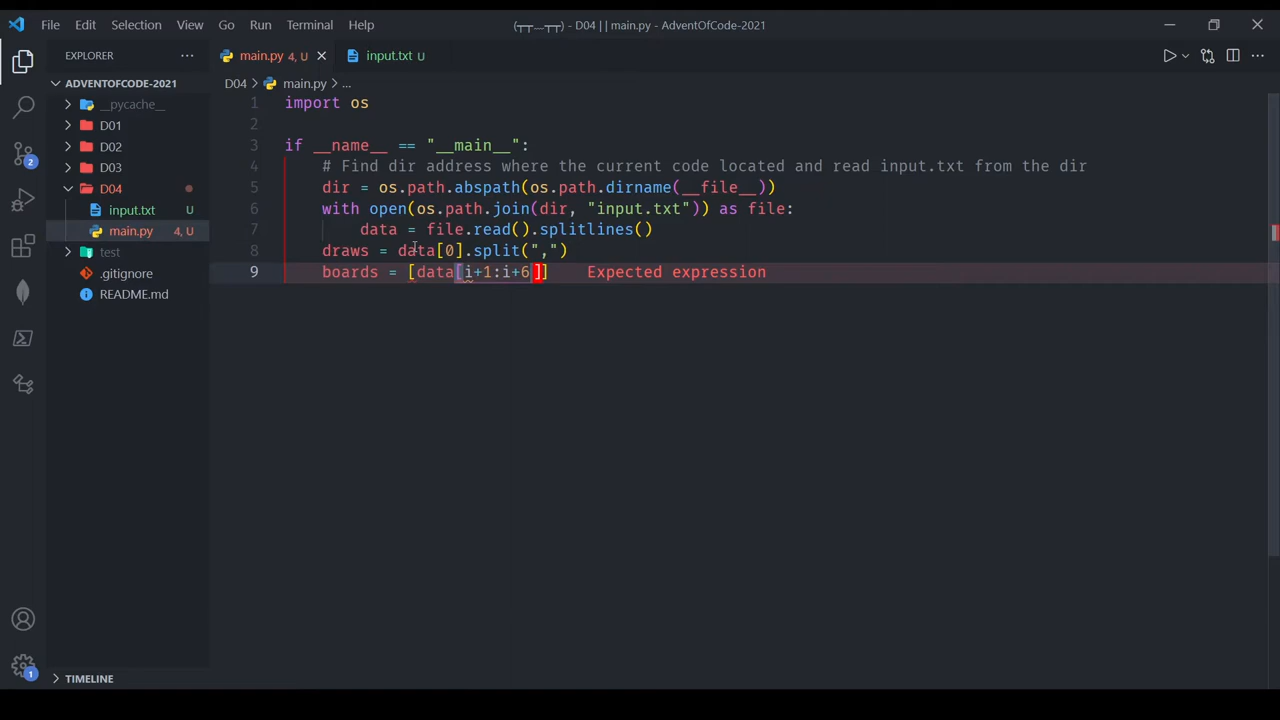 File Edit Selection View Go Run Terminal Help (┬┬﹏┬┬) - D04 | | main.py - AdventOfCode-2021
EXPLORER ···
main.py 4, U
input.txt U
ADVENTOFCODE-2021
D04 > main.py > ...
__pycache__
D01
D02
D03
D04
input.txt U
main.py 4, U
test
.gitignore
README.md
1 import os
2
3 if __name__ == "__main__":
4 # Find dir address where the current code located and read input.txt from the dir
5 dir = os.path.abspath(os.path.dirname(__file__))
6 with open(os.path.join(dir, "input.txt")) as file:
7 data = file.read().splitlines()
8 draws = data[0].split(",")
9 boards = [data[i+1:i+6]] Expected expression
2
1
TIMELINE